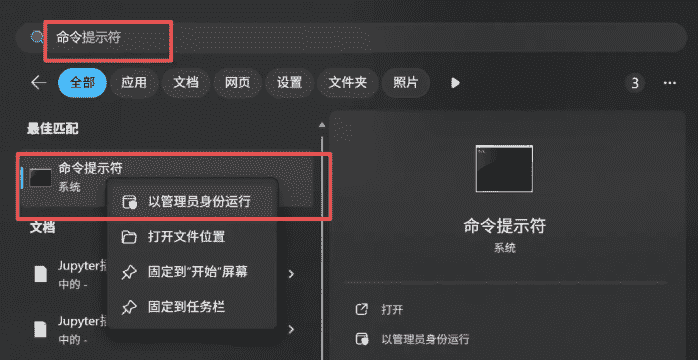 命令提示符
全部 应用 文档 网页 设置 文件夹 照片 3
最佳匹配
命令提示符
系统
以管理员身份运行
打开文件位置
固定到"开始"屏幕
固定到任务栏
文档
Jupyter
中的 -
Jupyter
中的 -
命令提示符
系统
打开
以管理员身份运行